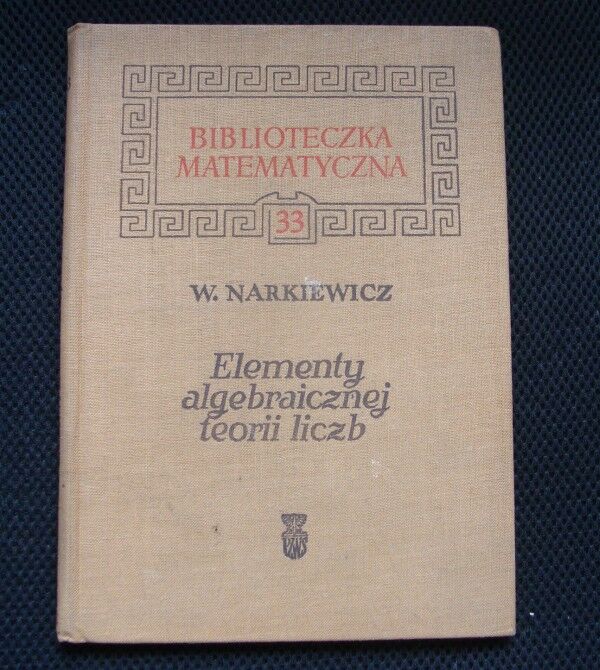 BIBLIOTECZKA
MATEMATYCZNA
33
W. NARKIEWICZ
Elementy
algebraicznej
teorii liczb